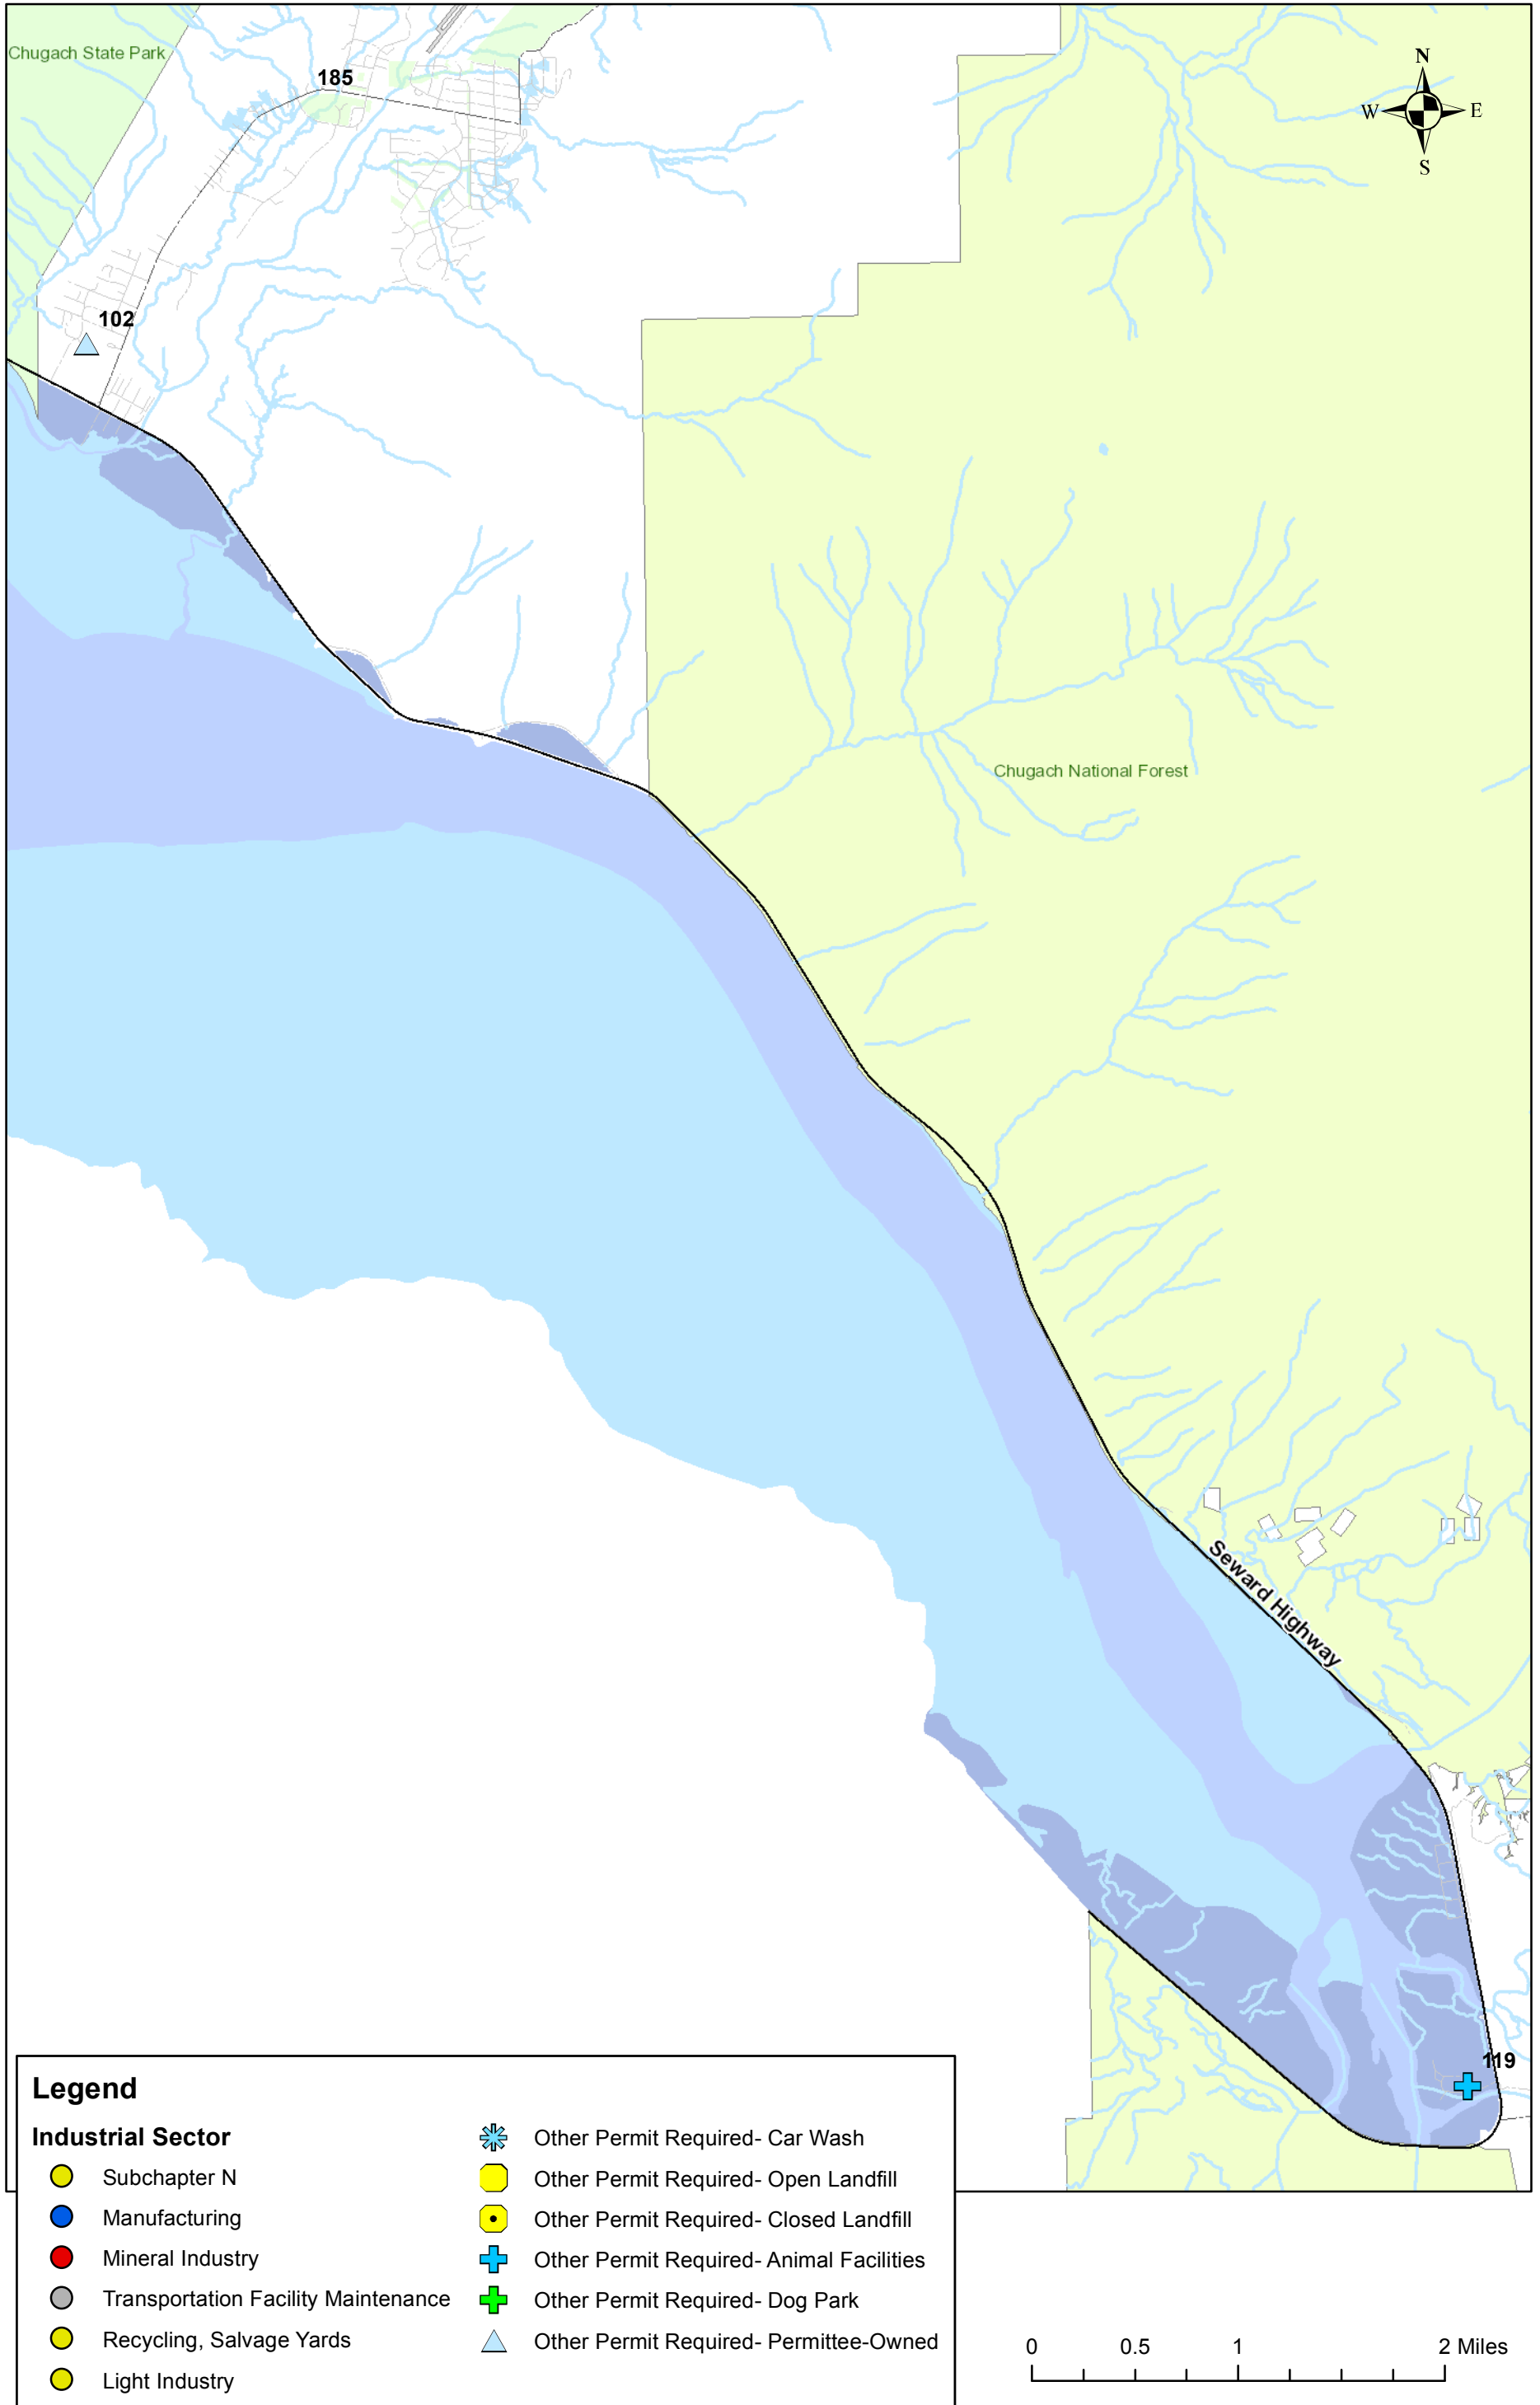 Chugach State Park
185
N
W
E
S
102
Chugach National Forest
Seward Highway
119
Legend
Industrial Sector
Subchapter N
Manufacturing
Mineral Industry
Transportation Facility Maintenance
Recycling, Salvage Yards
Light Industry
Other Permit Required- Car Wash
Other Permit Required- Open Landfill
Other Permit Required- Closed Landfill
Other Permit Required- Animal Facilities
Other Permit Required- Dog Park
Other Permit Required- Permittee-Owned
0 0.5 1 2 Miles